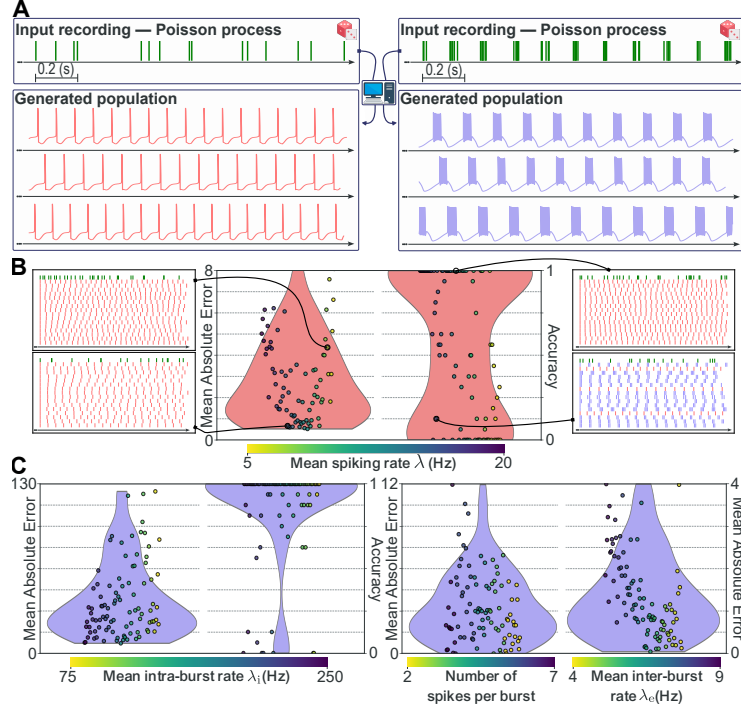 A
Input recording — Poisson process
0.2 (s)
Generated population
Input recording — Poisson process
0.2 (s)
Generated population
B
8
Mean Absolute Error
0
1
Accuracy
0
5
Mean spiking rate λ (Hz)
20
C
130
Mean Absolute Error
0
1
Accuracy
0
75
Mean intra-burst rate λi (Hz)
250
112
Mean Absolute Error
0
4
Mean Absolute Error
0
2
Number of
spikes per burst
7
4
Mean inter-burst
rate λe(Hz)
9